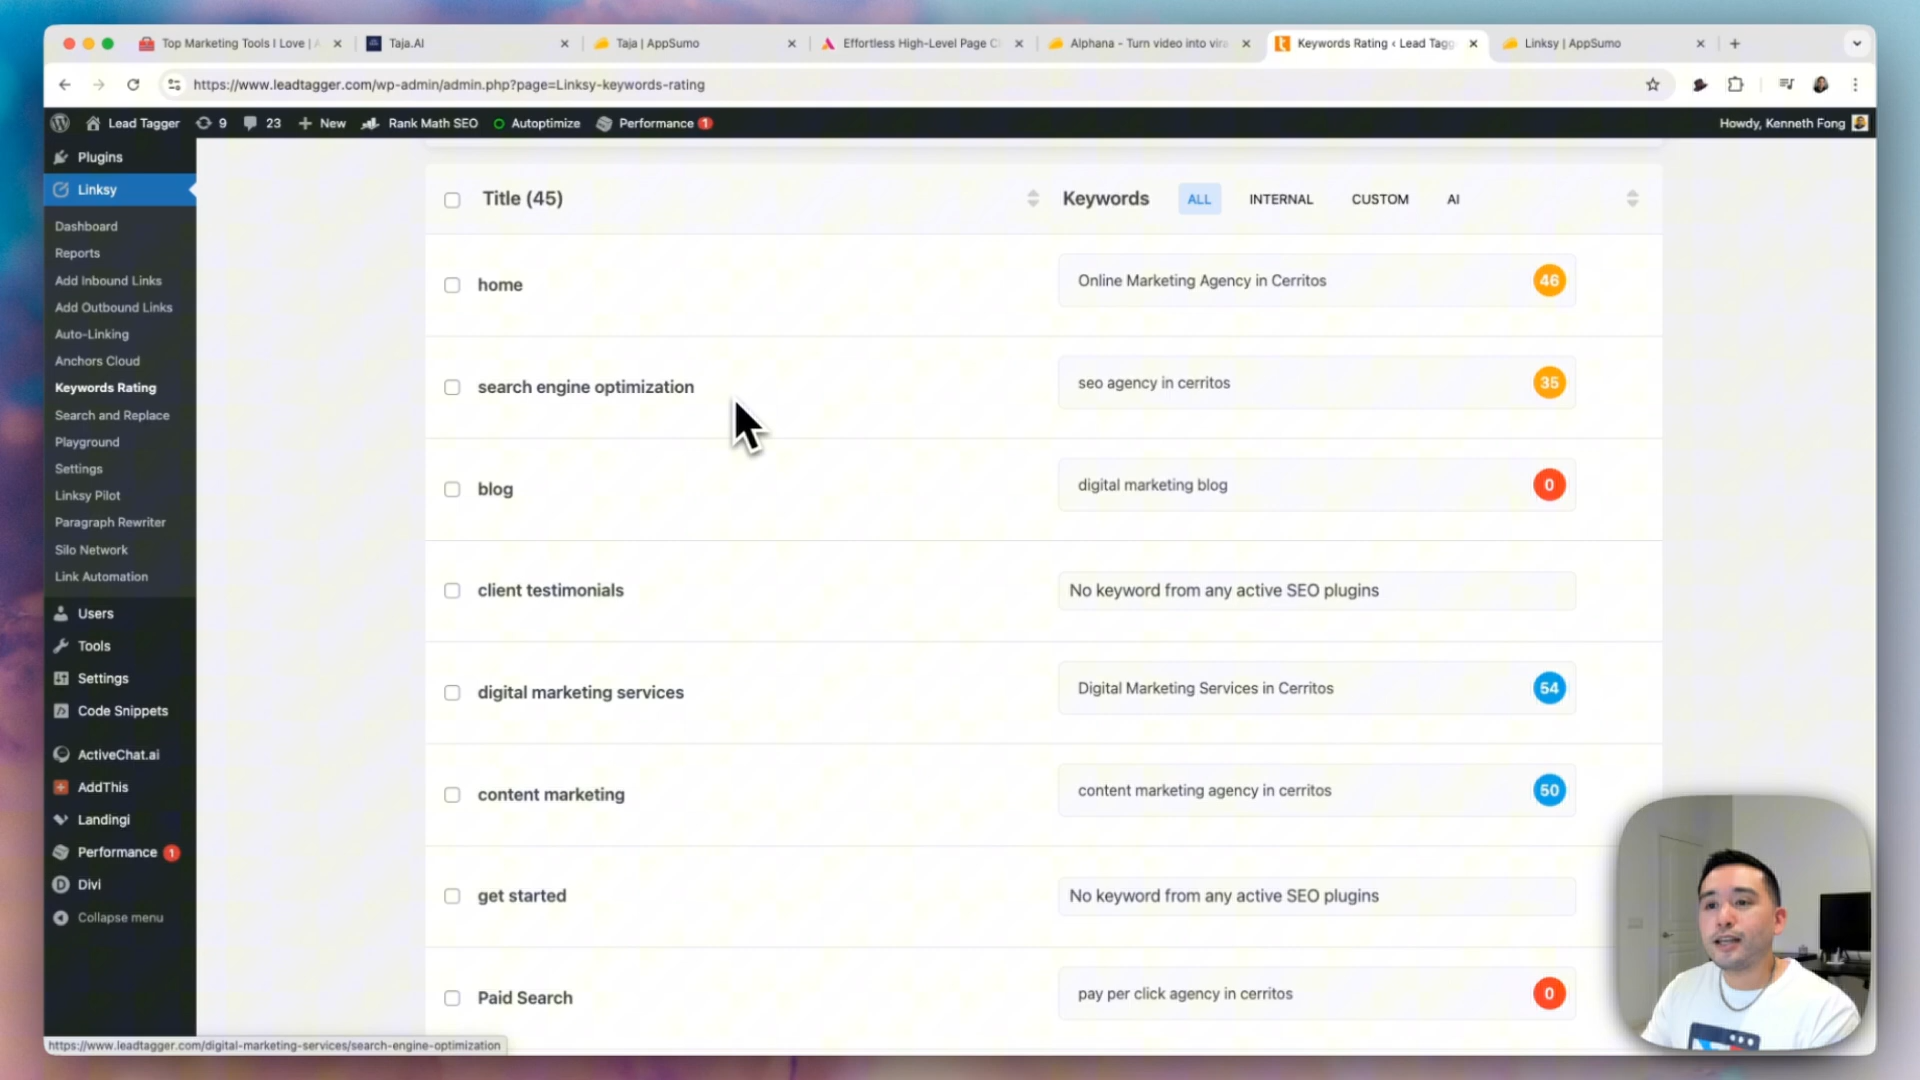 Top Marketing Tools I Love | A
Taja.AI
Taja | AppSumo
Effortless High-Level Page C
Alphana - Turn video into vira
Keywords Rating ‹ Lead Tagg
Linksy | AppSumo
https://www.leadtagger.com/wp-admin/admin.php?page=Linksy-keywords-rating
Lead Tagger
9
23
New
Rank Math SEO
Autoptimize
Performance 1
Howdy, Kenneth Fong
Plugins
Linksy
Dashboard
Reports
Add Inbound Links
Add Outbound Links
Auto-Linking
Anchors Cloud
Keywords Rating
Search and Replace
Playground
Settings
Linksy Pilot
Paragraph Rewriter
Silo Network
Link Automation
Users
Tools
Settings
Code Snippets
ActiveChat.ai
AddThis
Landingi
Performance 1
Divi
Collapse menu
Title (45)
Keywords ALL INTERNAL CUSTOM AI
home
Online Marketing Agency in Cerritos 46
search engine optimization
seo agency in cerritos 35
blog
digital marketing blog 0
client testimonials
No keyword from any active SEO plugins
digital marketing services
Digital Marketing Services in Cerritos 54
content marketing
content marketing agency in cerritos 50
get started
No keyword from any active SEO plugins
Paid Search
pay per click agency in cerritos 0
https://www.leadtagger.com/digital-marketing-services/search-engine-optimization